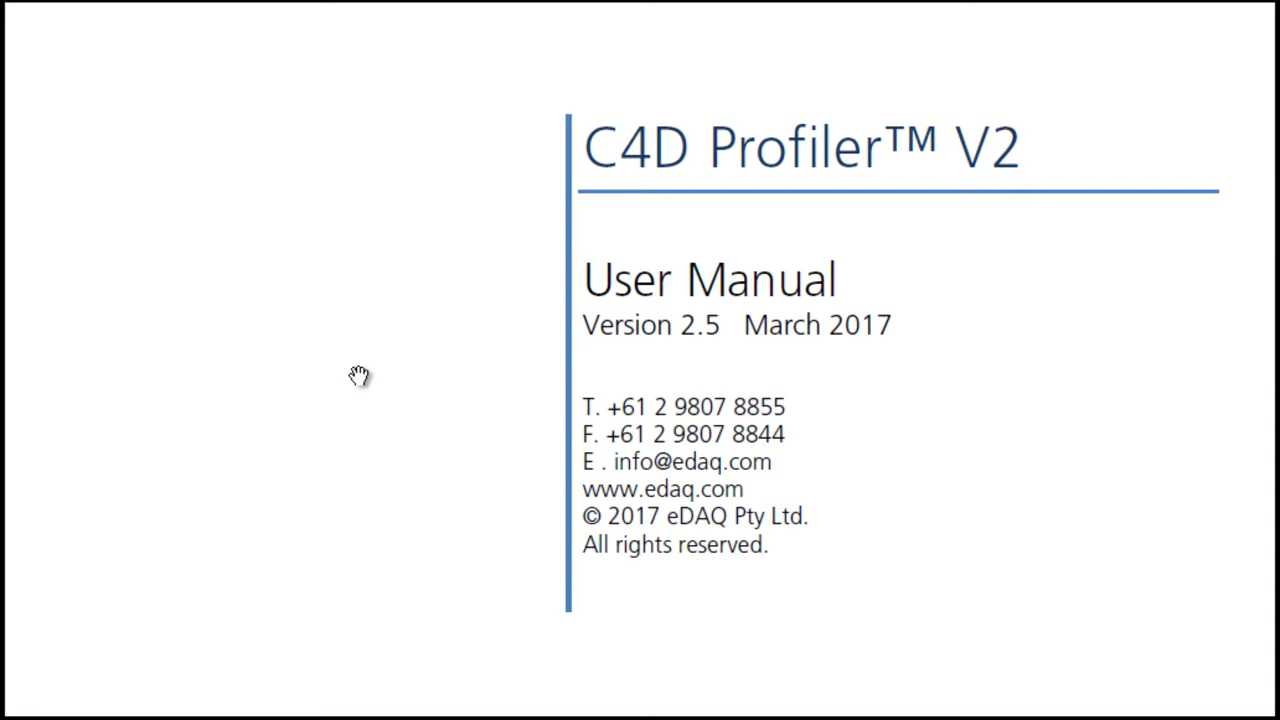 C4D Profiler™ V2
User Manual
Version 2.5 March 2017
T. +61 2 9807 8855
F. +61 2 9807 8844
E . info@edaq.com
www.edaq.com
© 2017 eDAQ Pty Ltd.
All rights reserved.